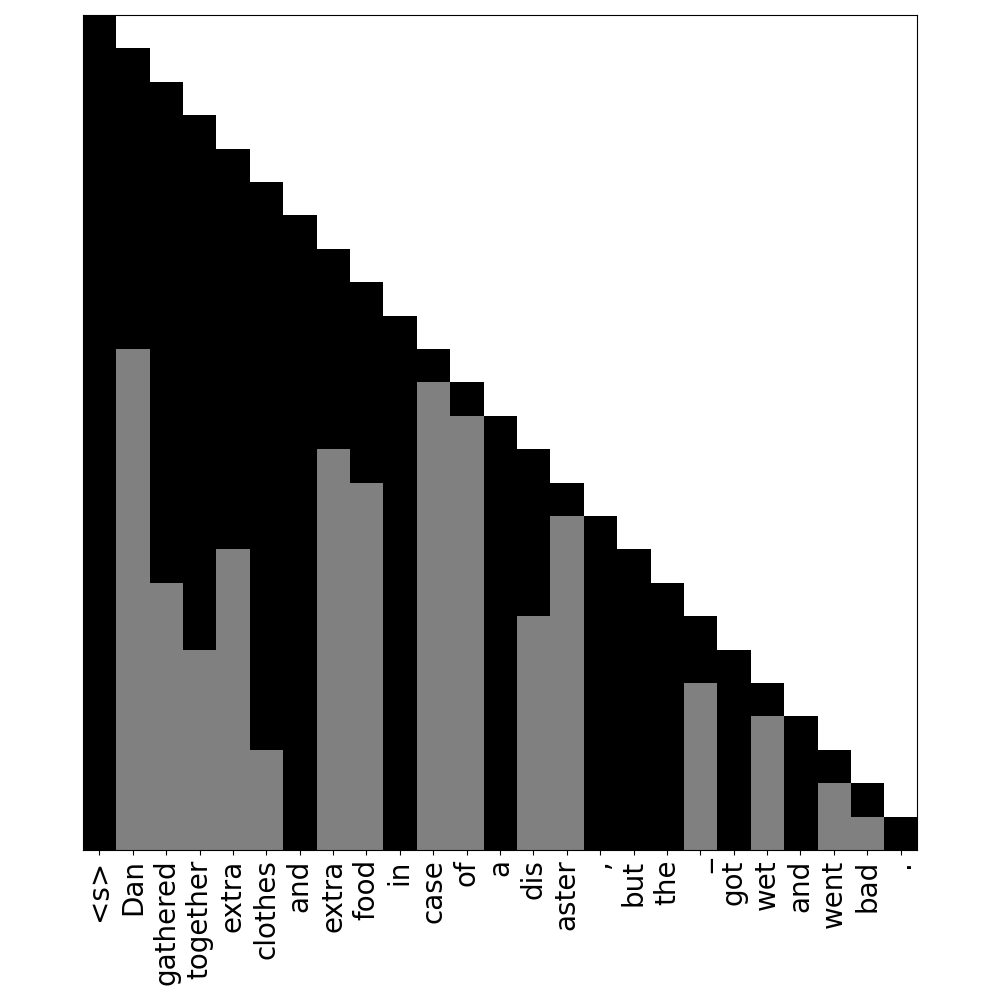 <s> Dan gathered together extra clothes and extra food in case of a dis aster , but the _ got wet and went bad .